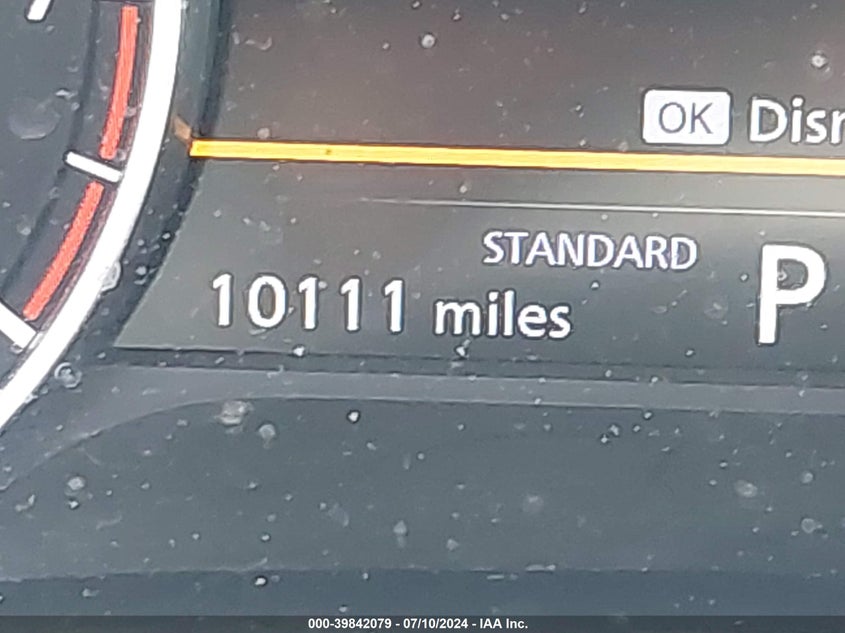 OK
STANDARD
P
10111 miles
000-39842079 - 07/10/2024 - IAA Inc.